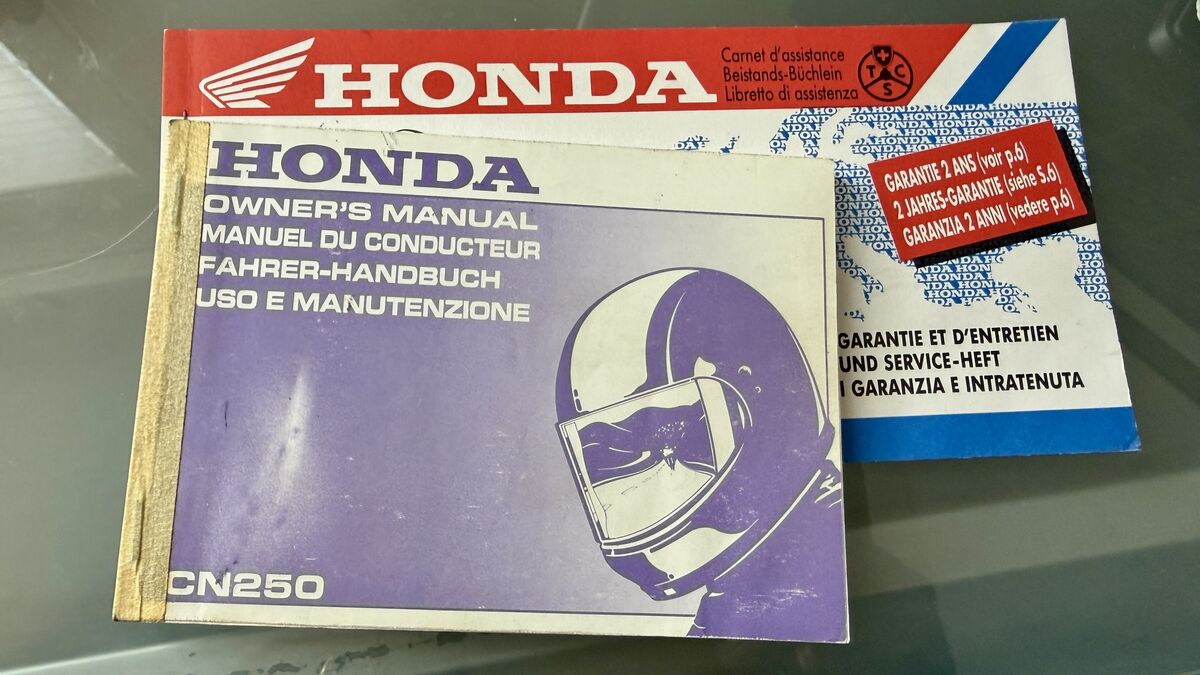 HONDA
Carnet d'assistance
Beistands-Büchlein
Libretto di assistenza
T C S
GARANTIE 2 ANS (voir p.6)
2 JAHRES-GARANTIE (siehe S.6)
GARANZIA 2 ANNI (vedere p.6)
GARANTIE ET D'ENTRETIEN
UND SERVICE-HEFT
I GARANZIA E INTRATENUTA
HONDA
OWNER'S MANUAL
MANUEL DU CONDUCTEUR
FAHRER-HANDBUCH
USO E MANUTENZIONE
CN250